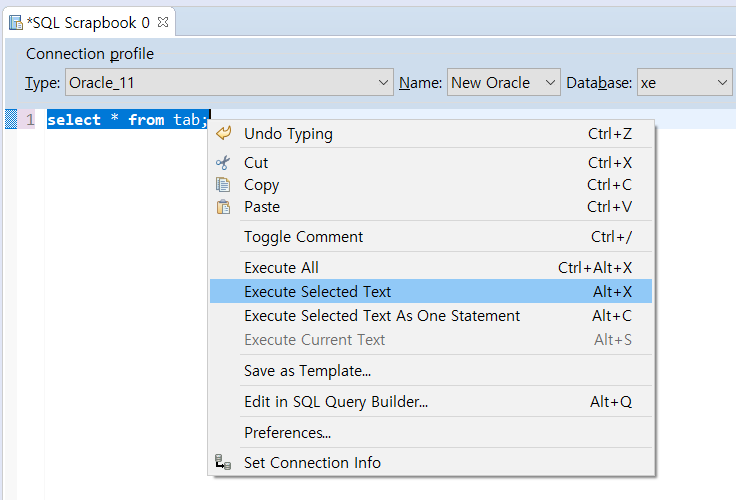 *SQL Scrapbook 0
Connection profile
Type: Oracle_11 Name: New Oracle Database: xe
1 select * from tab;
Undo Typing Ctrl+Z
Cut Ctrl+X
Copy Ctrl+C
Paste Ctrl+V
Toggle Comment Ctrl+/
Execute All Ctrl+Alt+X
Execute Selected Text Alt+X
Execute Selected Text As One Statement Alt+C
Execute Current Text Alt+S
Save as Template...
Edit in SQL Query Builder... Alt+Q
Preferences...
Set Connection Info